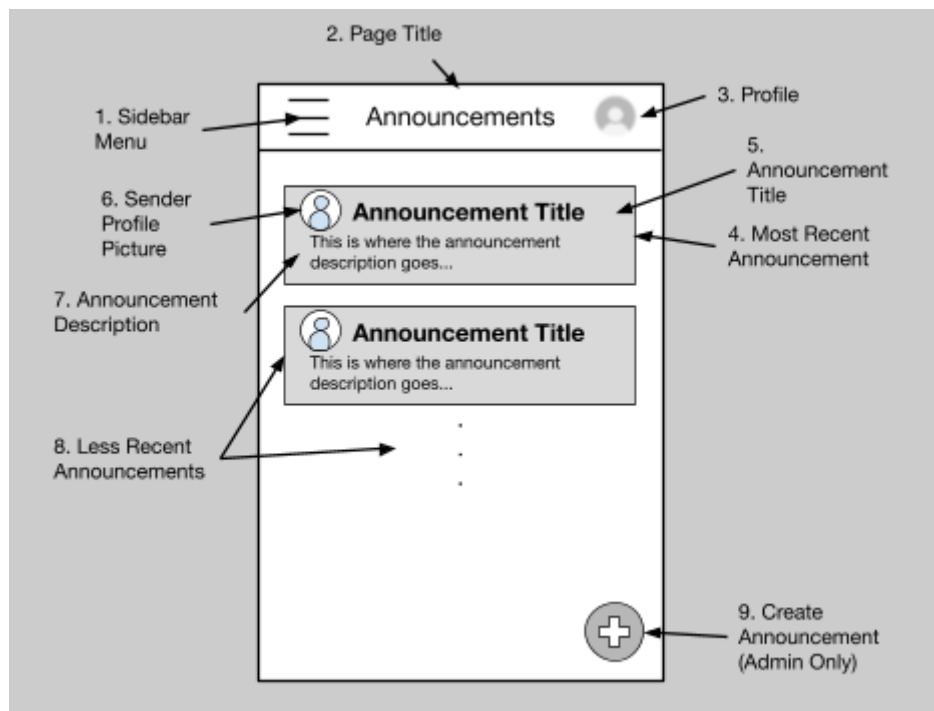 2. Page Title
1. Sidebar
Menu
Announcements
3. Profile
5.
Announcement
Title
6. Sender
Profile
Picture
Announcement Title
This is where the announcement
description goes...
4. Most Recent
Announcement
7. Announcement
Description
Announcement Title
This is where the announcement
description goes...
8. Less Recent
Announcements
9. Create
Announcement
(Admin Only)